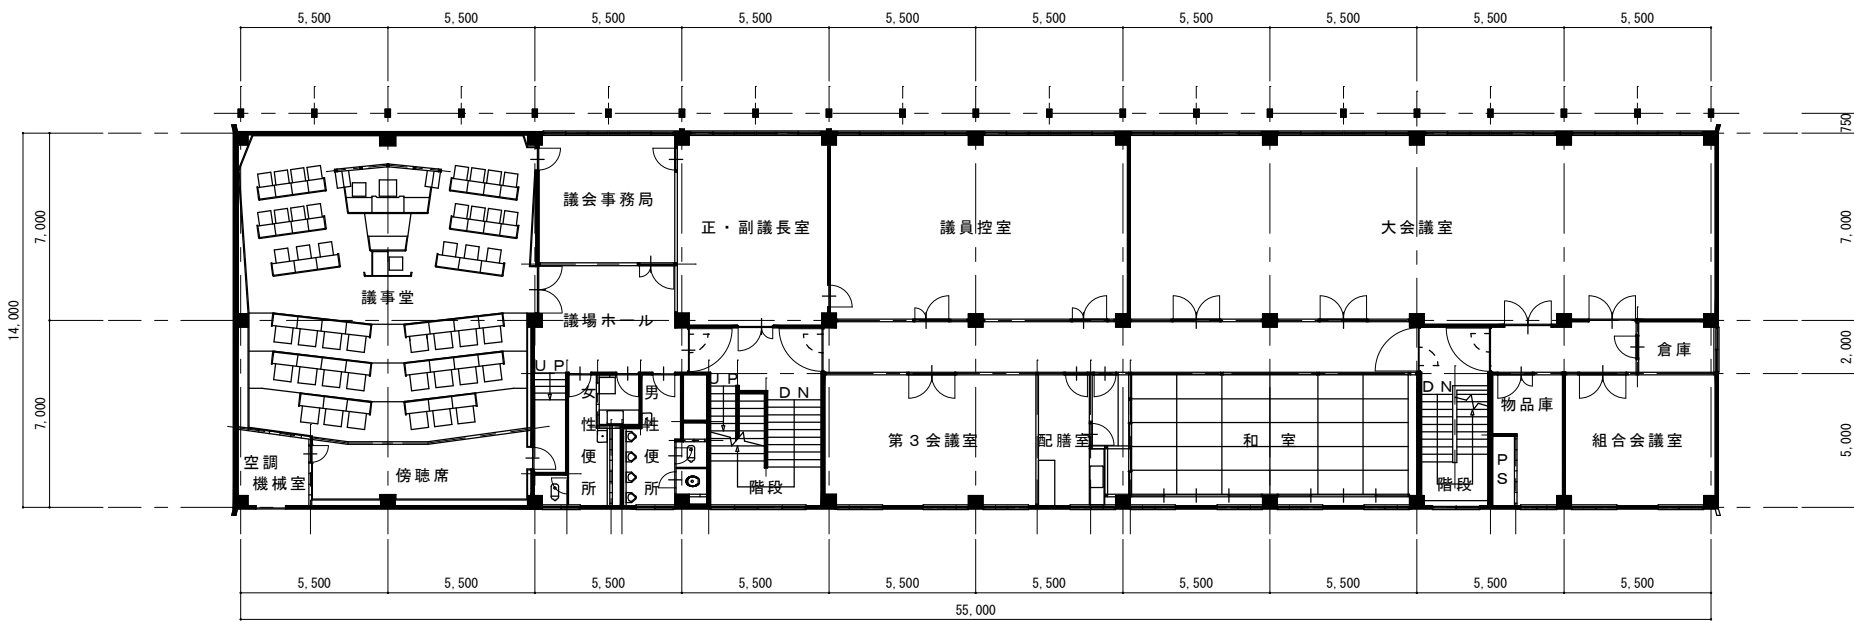 5,500 5,500 5,500 5,500 5,500 5,500 5,500 5,500 5,500 5,500
750
7,000
7,000
14,000
2,000
7,000
5,000
議会事務局
正・副議長室
議員控室
大会議室
議事堂
議場ホール
倉庫
UP
UP
DN
DN
女性便所
男性便所
物品庫
第3会議室
配膳室
和室
組合会議室
空調
機械室
傍聴席
階段
階段
PS
5,500 5,500 5,500 5,500 5,500 5,500 5,500 5,500 5,500 5,500
55,000